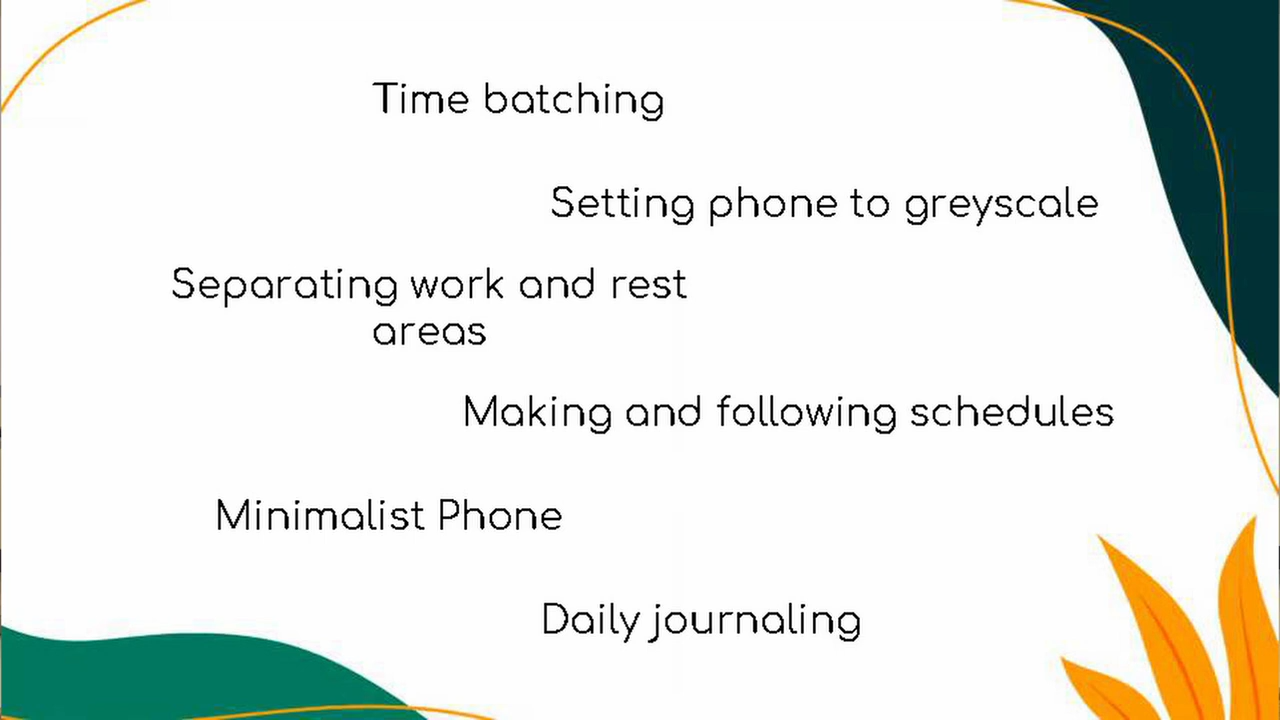 Time batching
Setting phone to greyscale
Separating work and rest
areas
Making and following schedules
Minimalist Phone
Daily journaling